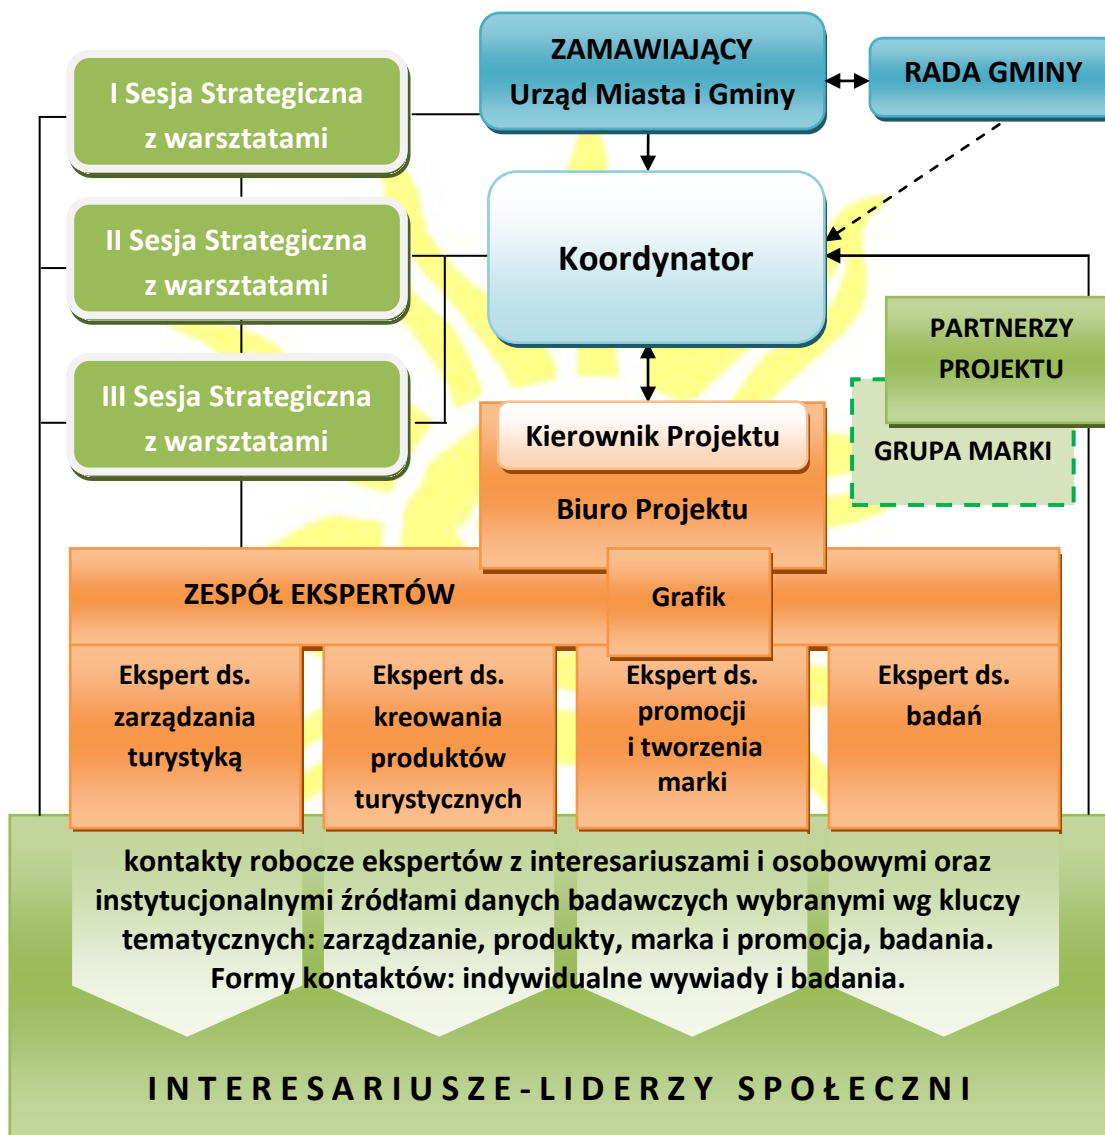 ZAMAWIAJĄCY
Urząd Miasta i Gminy
RADA GMINY
I Sesja Strategiczna
z warsztatami
II Sesja Strategiczna
z warsztatami
III Sesja Strategiczna
z warsztatami
Koordynator
PARTNERZY
PROJEKTU
GRUPA MARKI
Kierownik Projektu
Biuro Projektu
ZESPÓŁ EKSPERTÓW
Grafik
Ekspert ds.
zarządzania
turystyką
Ekspert ds.
kreowania
produktów
turystycznych
Ekspert ds.
promocji
i tworzenia
marki
Ekspert ds.
badań
kontakty robocze ekspertów z interesariuszami i osobowymi oraz
instytucjonalnymi źródłami danych badawczych wybranymi wg kluczy
tematycznych: zarządzanie, produkty, marka i promocja, badania.
Formy kontaktów: indywidualne wywiady i badania.
INTERESARIUSZE-LIDERZY SPOŁECZNI